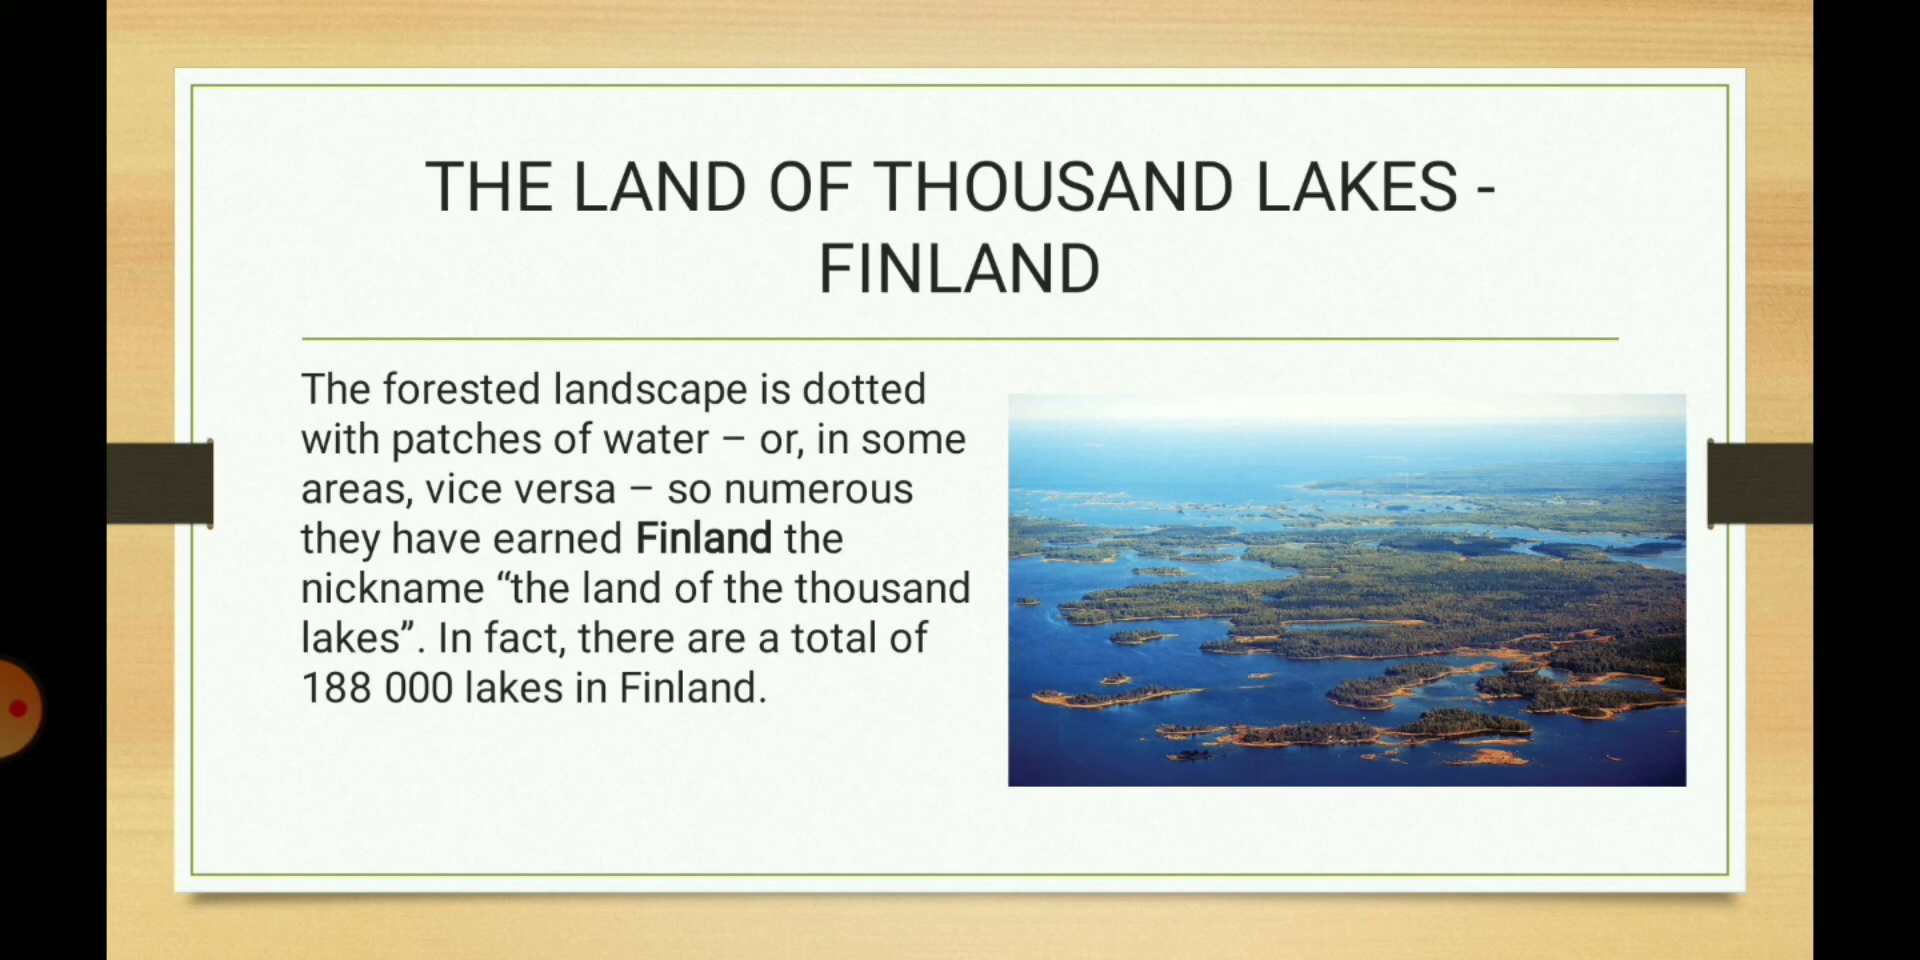 THE LAND OF THOUSAND LAKES -
FINLAND
The forested landscape is dotted
with patches of water – or, in some
areas, vice versa – so numerous
they have earned Finland the
nickname “the land of the thousand
lakes”. In fact, there are a total of
188 000 lakes in Finland.